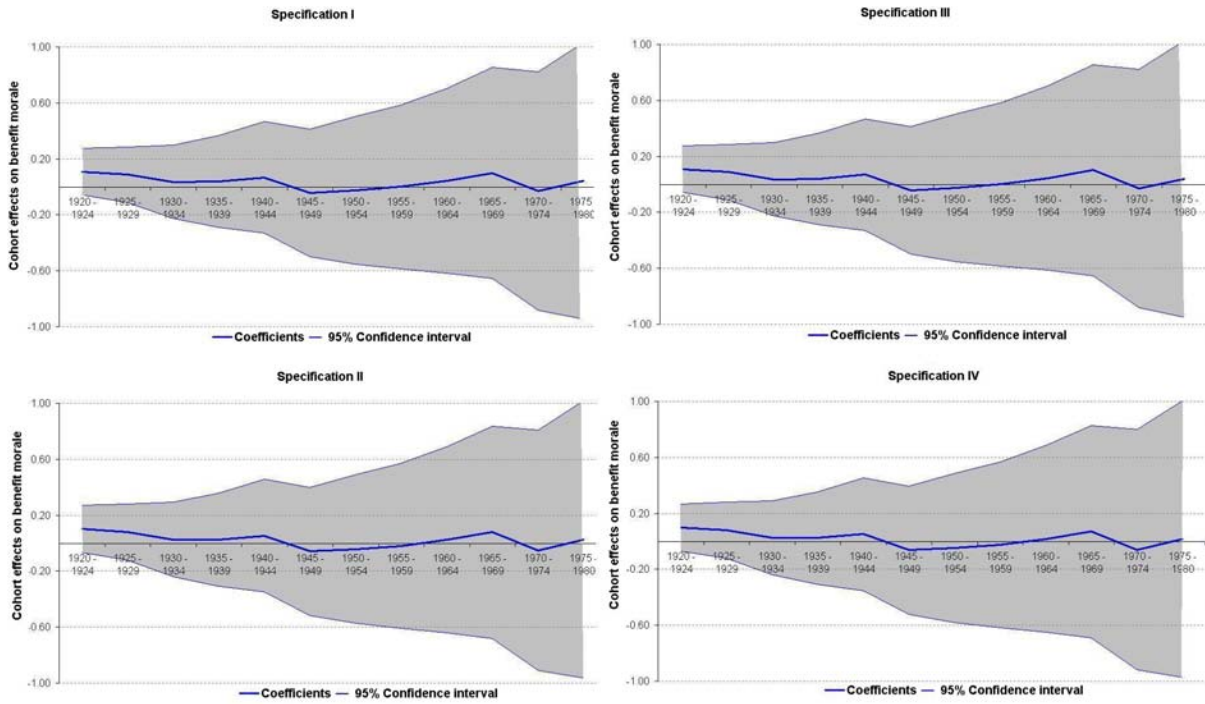 Specification I
Cohort effects on benefit morale
1.00
0.60
0.20
-0.20
-0.60
-1.00
1920 - 1925 - 1930 - 1935 - 1940 - 1945 - 1950 - 1955 - 1960 - 1965 - 1970 - 1975 -
1924 1929 1934 1939 1944 1949 1954 1959 1964 1969 1974 1980
Coefficients 95% Confidence interval
Specification III
Cohort effects on benefit morale
1.00
0.60
0.20
-0.20
-0.60
-1.00
1920 - 1925 - 1930 - 1935 - 1940 - 1945 - 1950 - 1955 - 1960 - 1965 - 1970 - 1975 -
1924 1929 1934 1939 1944 1949 1954 1959 1964 1969 1974 1980
Coefficients 95% Confidence interval
Specification II
Cohort effects on benefit morale
1.00
0.60
0.20
-0.20
-0.60
-1.00
1920 - 1925 - 1930 - 1935 - 1940 - 1945 - 1950 - 1955 - 1960 - 1965 - 1970 - 1975 -
1924 1929 1934 1939 1944 1949 1954 1959 1964 1969 1974 1980
Coefficients 95% Confidence interval
Specification IV
Cohort effects on benefit morale
1.00
0.60
0.20
-0.20
-0.60
-1.00
1920 - 1925 - 1930 - 1935 - 1940 - 1945 - 1950 - 1955 - 1960 - 1965 - 1970 - 1975 -
1924 1929 1934 1939 1944 1949 1954 1959 1964 1969 1974 1980
Coefficients 95% Confidence interval